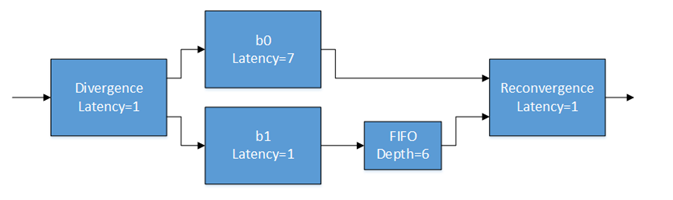 Divergence
Latency=1
b0
Latency=7
b1
Latency=1
FIFO
Depth=6
Reconvergence
Latency=1